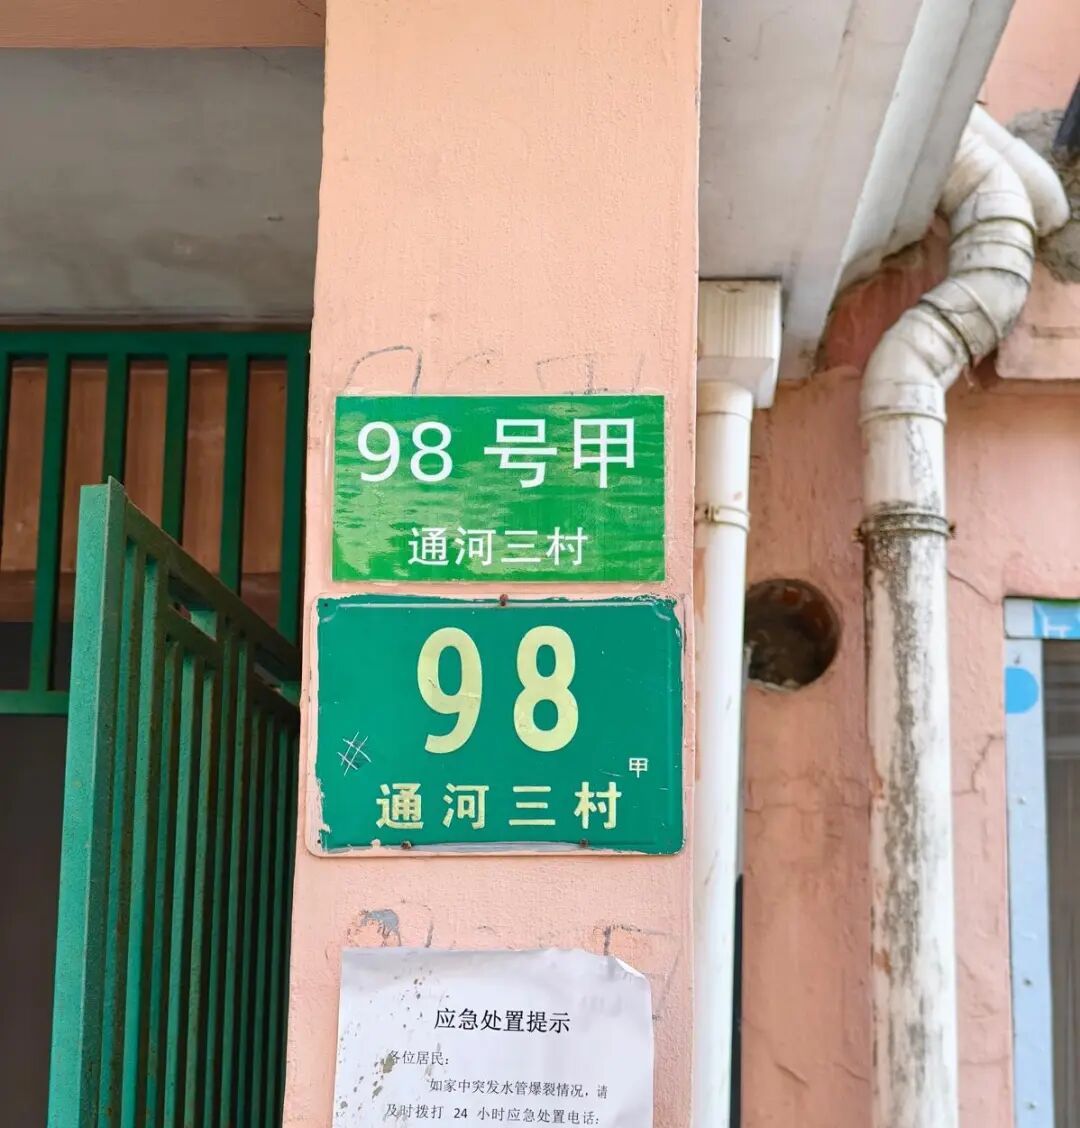 98 号甲
通河三村
98
甲
通河三村
应急处置提示
各位居民：
如家中突发水管爆裂情况，请
及时拨打 24 小时应急处置电话：